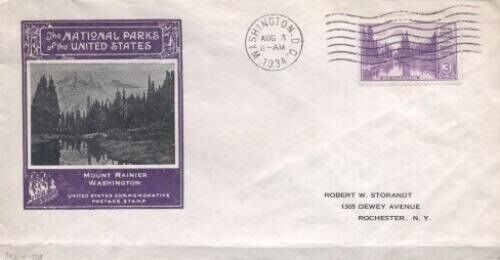 The NATIONAL PARKS
of the UNITED STATES
MOUNT RAINIER
WASHINGTON
UNITED STATES COMMEMORATIVE
POSTAGE STAMP
WASHINGTON, D.C.
AUG 3
11-AM
1934
3¢
ROBERT W. STORANDT
1305 DEWEY AVENUE
ROCHESTER, N. Y.